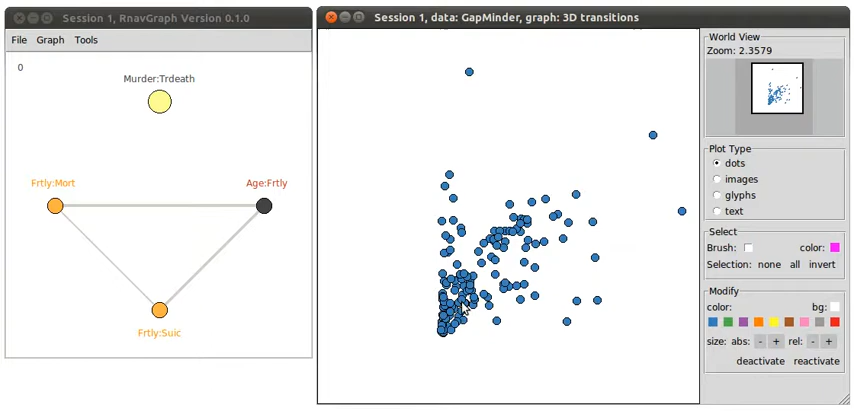 Session 1, RnavGraph Version 0.1.0
File Graph Tools
0
Murder:Trdeath
Frtly:Mort
Age:Frtly
Frtly:Suic
Session 1, data: GapMinder, graph: 3D transitions
World View
Zoom: 2.3579
Plot Type
dots
images
glyphs
text
Select
Brush: color:
Selection: none all invert
Modify
color: bg:
size: abs: - + rel: - +
deactivate reactivate